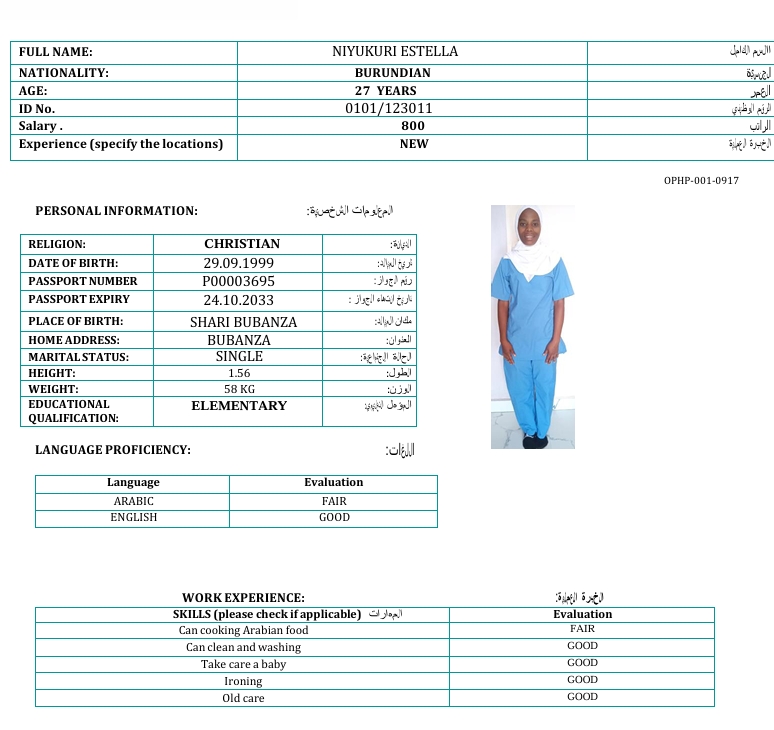 FULL NAME: NIYUKURI ESTELLA الاسم الكامل
NATIONALITY: BURUNDIAN الجنسية
AGE: 27 YEARS العمر
ID No. 0101/123011 الرقم الوظيفي
Salary . 800 الراتب
Experience (specify the locations) NEW الخبرة العملية
OPHP-001-0917
PERSONAL INFORMATION: المعلومات الشخصية:
RELIGION: CHRISTIAN الديانة:
DATE OF BIRTH: 29.09.1999 تاريخ الميلاد:
PASSPORT NUMBER P00003695 رقم الجواز:
PASSPORT EXPIRY 24.10.2033 تاريخ انتهاء الجواز :
PLACE OF BIRTH: SHARI BUBANZA مكان الميلاد:
HOME ADDRESS: BUBANZA العنوان:
MARITAL STATUS: SINGLE الحالة الاجتماعية:
HEIGHT: 1.56 الطول:
WEIGHT: 58 KG الوزن:
EDUCATIONAL QUALIFICATION: ELEMENTARY المؤهل التعليمي:
LANGUAGE PROFICIENCY: اللغات:
Language Evaluation
ARABIC FAIR
ENGLISH GOOD
WORK EXPERIENCE: الخبرة العملية:
SKILLS (please check if applicable) المهارات Evaluation
Can cooking Arabian food FAIR
Can clean and washing GOOD
Take care a baby GOOD
Ironing GOOD
Old care GOOD